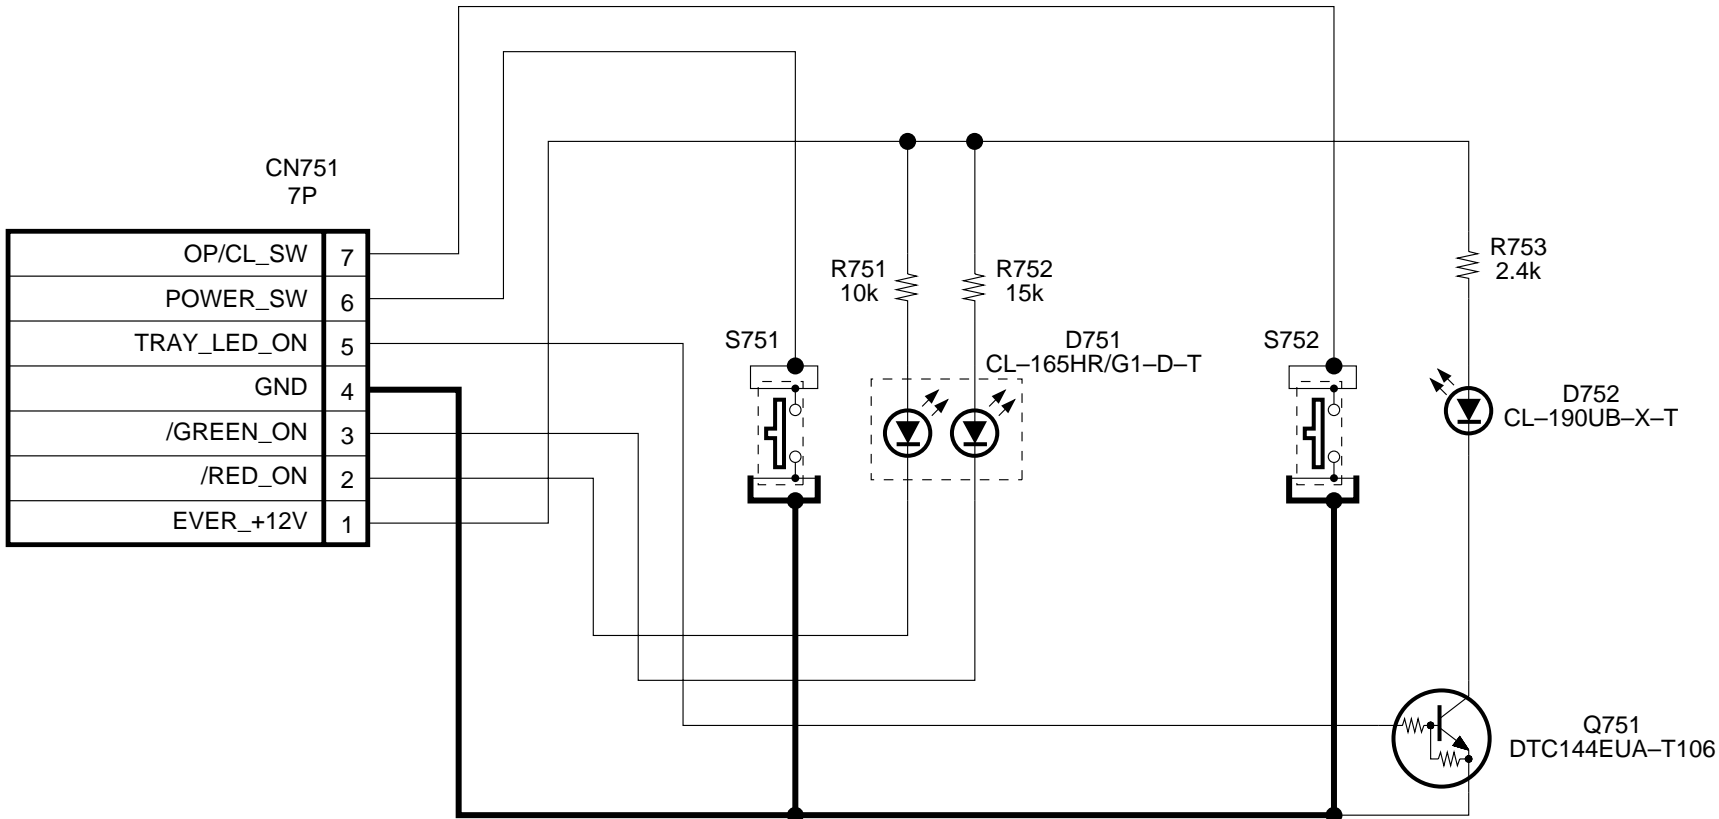 CN751
7P
OP/CL_SW 7
POWER_SW 6
TRAY_LED_ON 5
GND 4
/GREEN_ON 3
/RED_ON 2
EVER_+12V 1
S751
R751
10k
R752
15k
D751
CL–165HR/G1–D–T
S752
R753
2.4k
D752
CL–190UB–X–T
Q751
DTC144EUA–T106